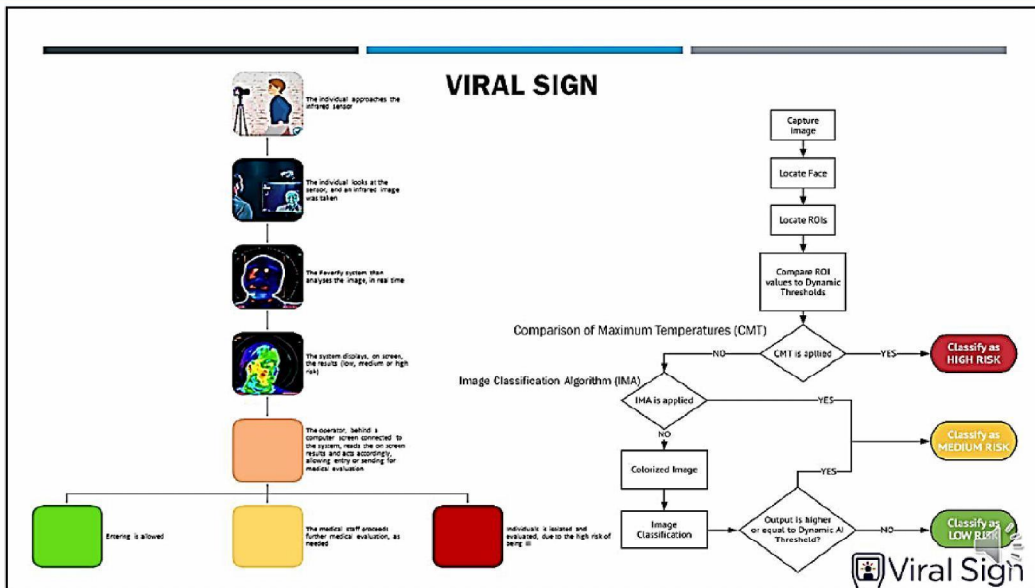 VIRAL SIGN
The individual approaches the
infrared sensor
The individual looks at the
sensor, and an infrared image
was taken
The Feverify system then
analyses the image, in real time
The system displays, on screen,
the results (low, medium or high
risk)
The operator, behind a
computer screen connected to
the system, reads the on screen
results and acts accordingly,
allowing entry or sending for
medical evaluation
Entering is allowed
The medical staff proceeds
further medical evaluation, as
needed
Individuals is isolated and
evaluated, due to the high risk of
being ill
Capture
Image
Locate Face
Locate ROIs
Compare ROI
values to Dynamic
Thresholds
Comparison of Maximum Temperatures (CMT)
CMT is apllied
NO
YES
Classify as
HIGH RISK
Image Classification Algorithm (IMA)
IMA is applied
YES
NO
Classify as
MEDIUM RISK
Colorized Image
YES
Image
Classification
Output is higher
or equal to Dynamic AI
Threshold?
NO
Classify as
LOW RISK
Viral Sign